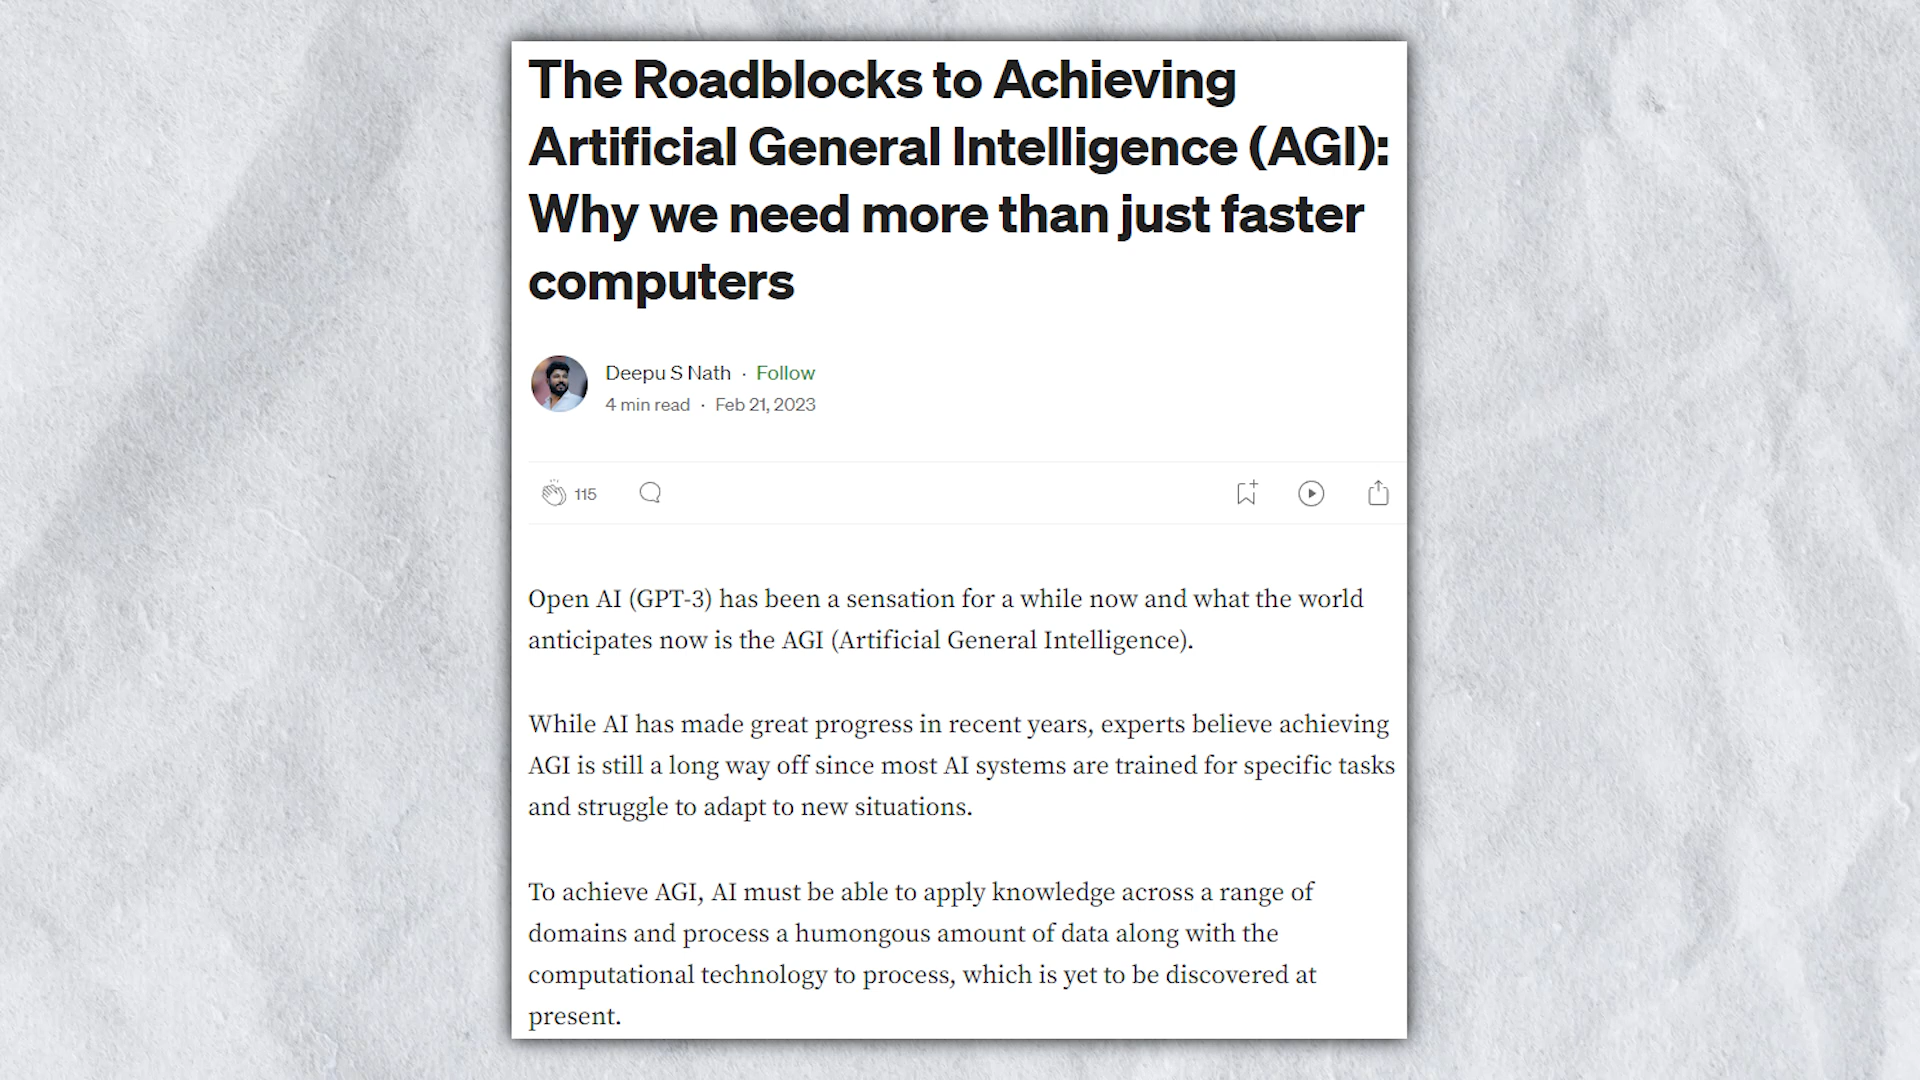 The Roadblocks to Achieving
Artificial General Intelligence (AGI):
Why we need more than just faster
computers
Deepu S Nath · Follow
4 min read · Feb 21, 2023
115
Open AI (GPT-3) has been a sensation for a while now and what the world
anticipates now is the AGI (Artificial General Intelligence).
While AI has made great progress in recent years, experts believe achieving
AGI is still a long way off since most AI systems are trained for specific tasks
and struggle to adapt to new situations.
To achieve AGI, AI must be able to apply knowledge across a range of
domains and process a humongous amount of data along with the
computational technology to process, which is yet to be discovered at
present.